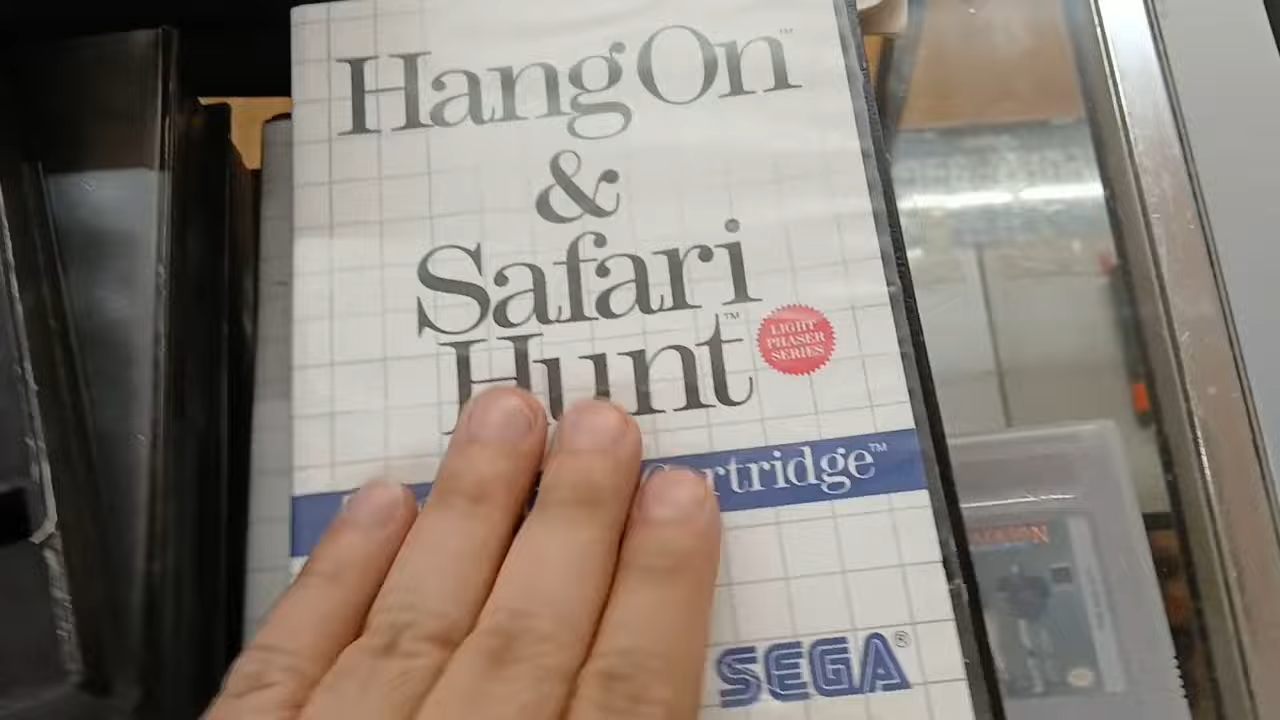 Hang On™
&
Safari
Hunt™
LIGHT
PHASER
SERIES
Cartridge™
SEGA®